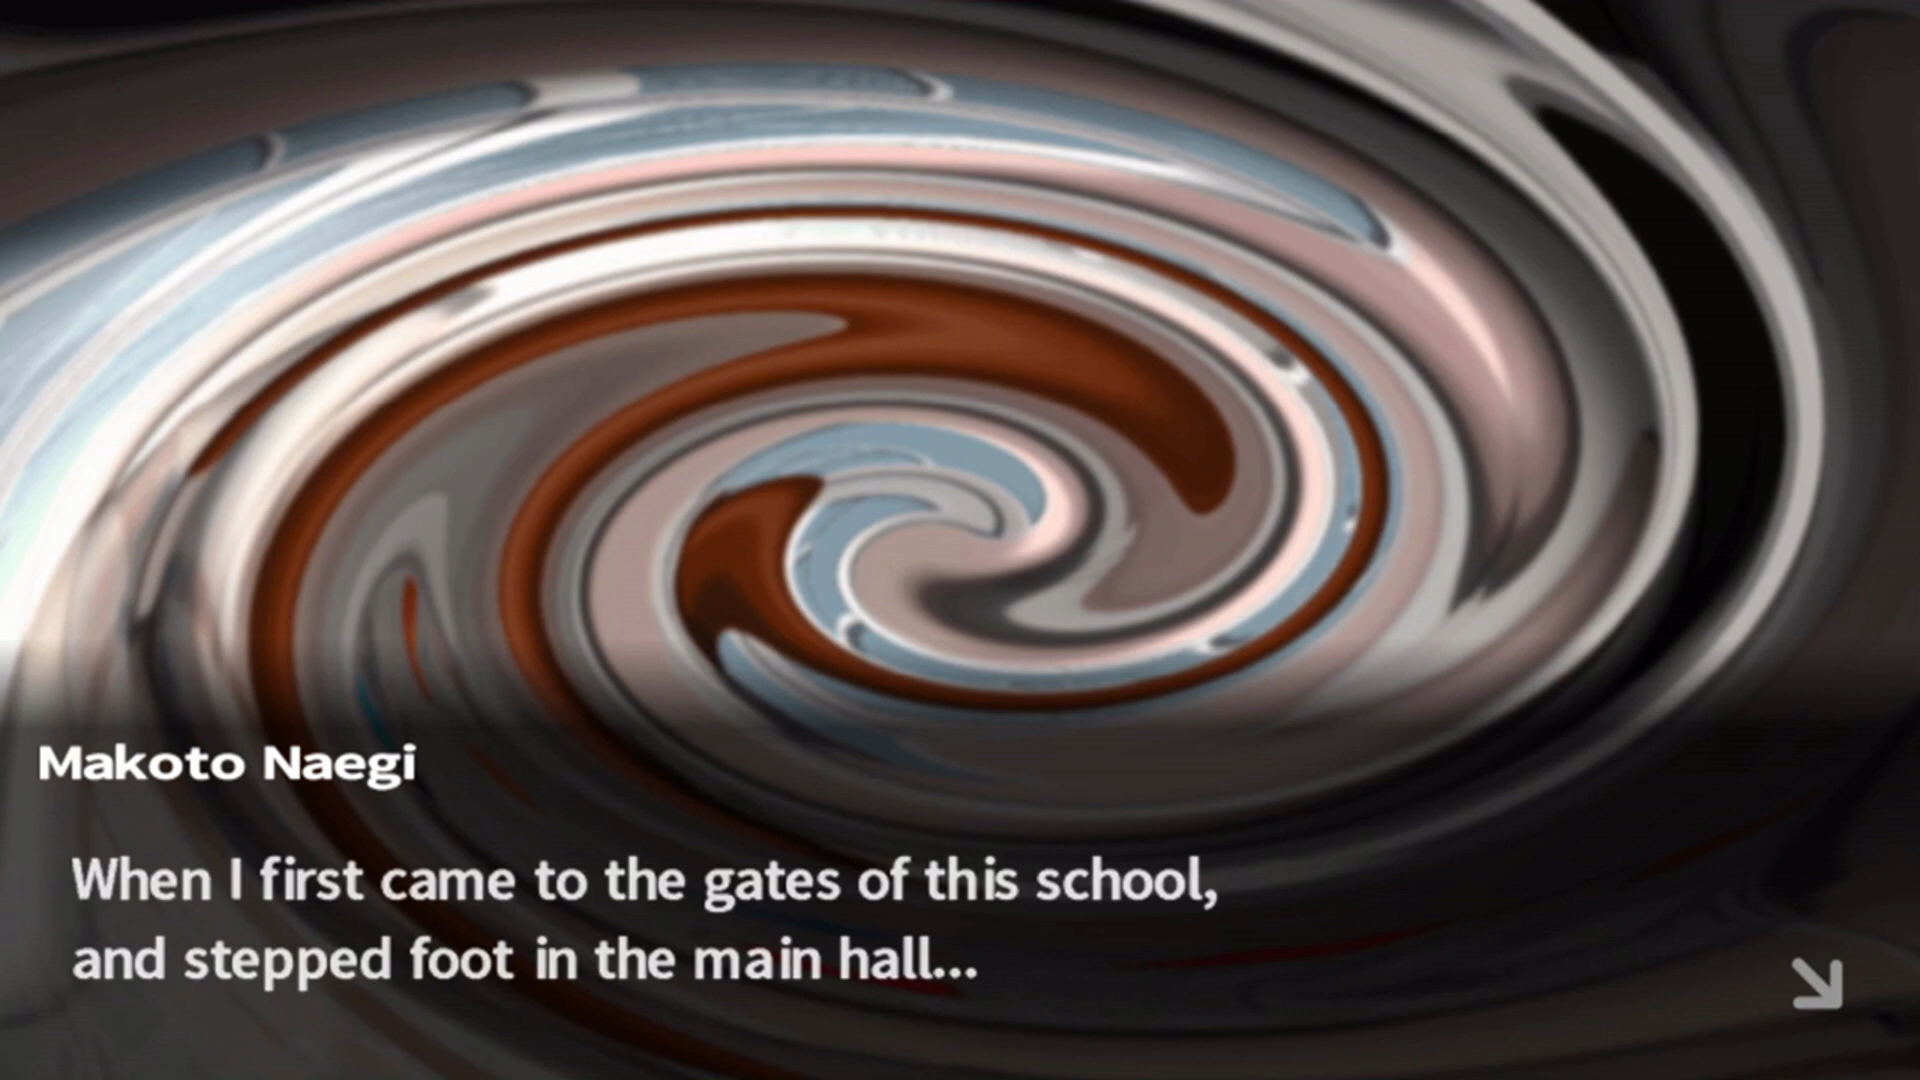 Makoto Naegi
When I first came to the gates of this school,
and stepped foot in the main hall...